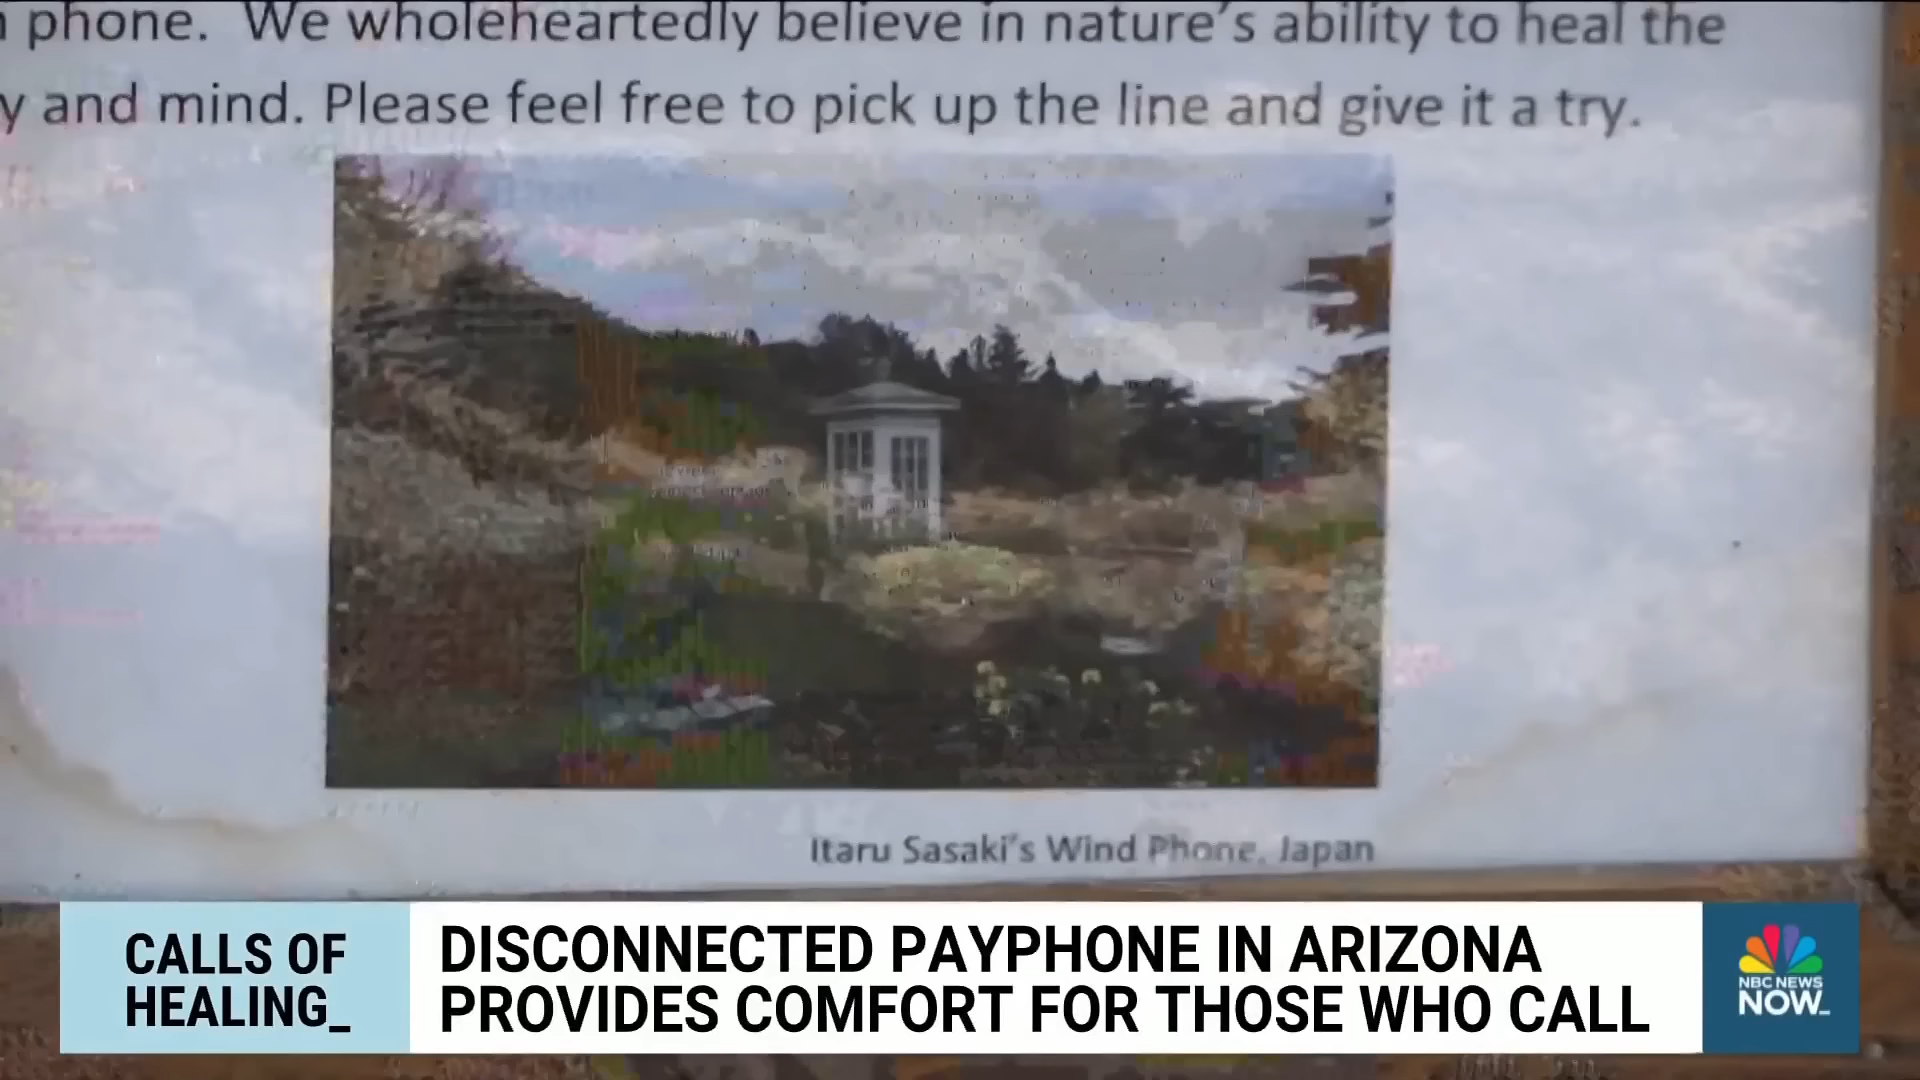 phone. We wholeheartedly believe in nature's ability to heal the
y and mind. Please feel free to pick up the line and give it a try.
Itaru Sasaki's Wind Phone, Japan
CALLS OF
HEALING_
DISCONNECTED PAYPHONE IN ARIZONA
PROVIDES COMFORT FOR THOSE WHO CALL
NBC NEWS
NOW_